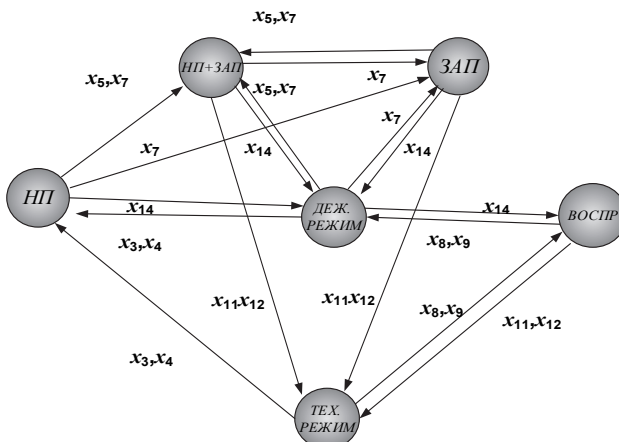 x5,x7
НП+ЗАП
ЗАП
x5,x7
x5,x7
x7
x7
x7
x14
x14
НП
x14
ДЕЖ.
РЕЖИМ
x14
ВОСПР
x3,x4
x8,x9
x11x12
x11x12
x8,x9
x11,x12
x3,x4
ТЕХ.
РЕЖИМ